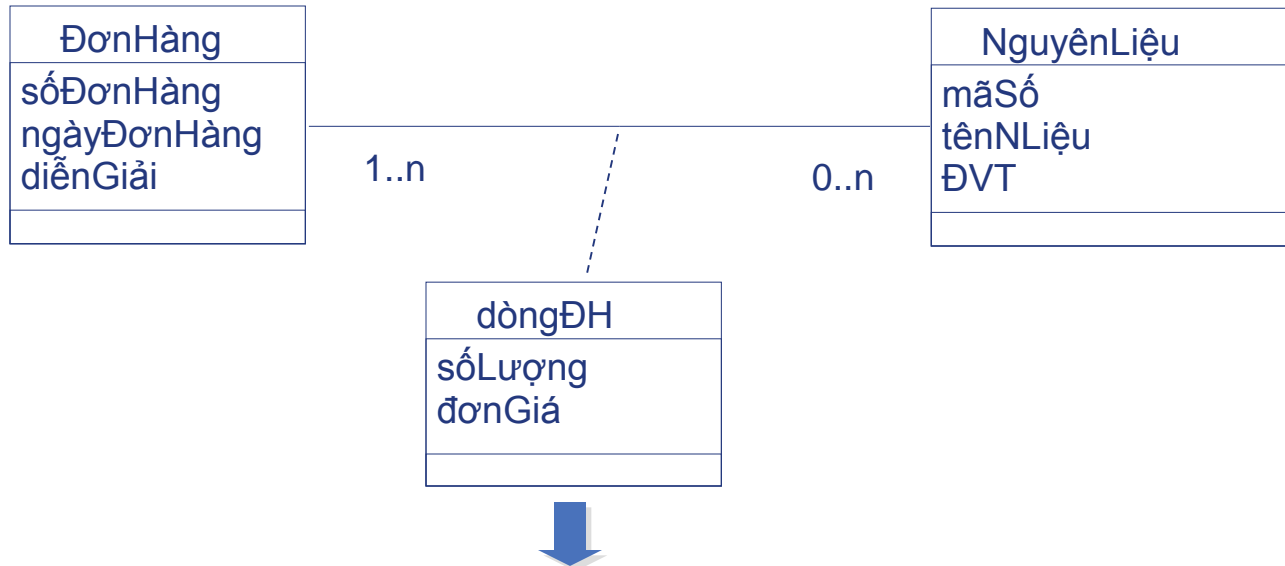 ĐơnHàng
sốĐơnHàng
ngàyĐơnHàng
diễnGiải
1..n
0..n
NguyênLiệu
mãSố
tênNLiệu
ĐVT
dòngĐH
sốLượng
đơnGiá